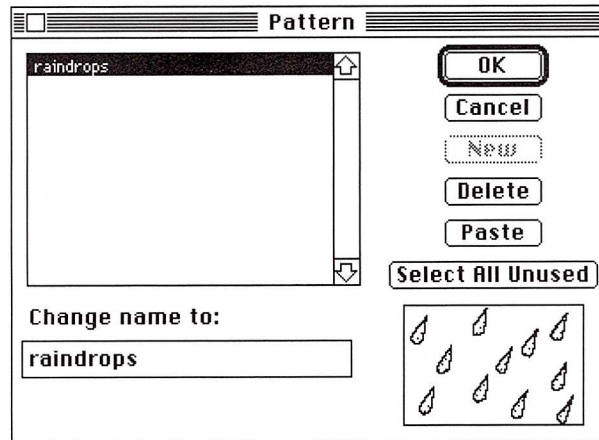 Pattern
raindrops
OK
Cancel
New
Delete
Paste
Select All Unused
Change name to:
raindrops